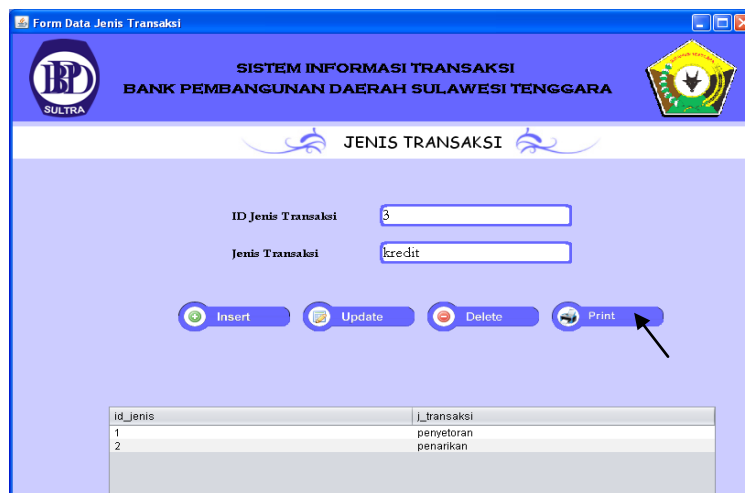 Form Data Jenis Transaksi
SISTEM INFORMASI TRANSAKSI
BANK PEMBANGUNAN DAERAH SULAWESI TENGGARA
BPD
SULTRA
JENIS TRANSAKSI
ID Jenis Transaksi 3
Jenis Transaksi kredit
Insert Update Delete Print
id_jenis j_transaksi
1 penyetoran
2 penarikan